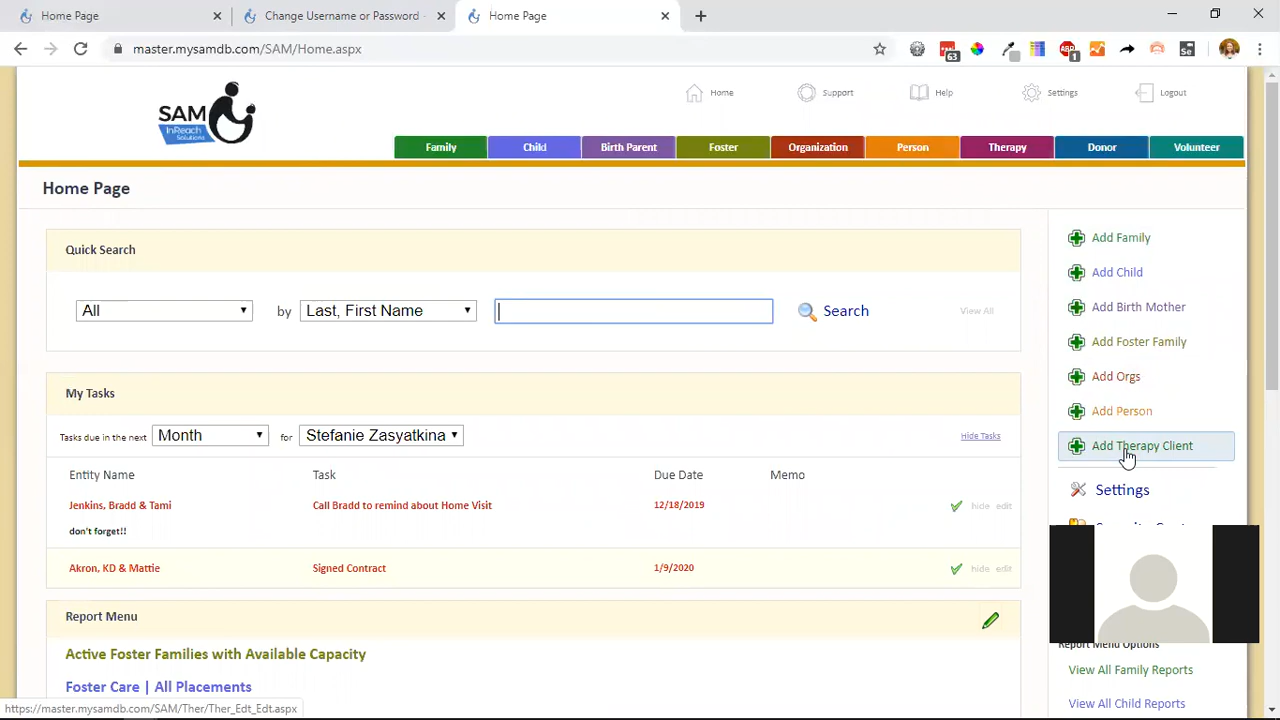 Home Page
Change Username or Password -
Home Page
master.mysamdb.com/SAM/Home.aspx
63
ABP
1
Se
SAM
InReach Solutions
Home
Support
Help
Settings
Logout
Family
Child
Birth Parent
Foster
Organization
Person
Therapy
Donor
Volunteer
Home Page
Quick Search
All
by
Last, First Name
Search
View All
My Tasks
Tasks due in the next
Month
for
Stefanie Zasyatkina
Hide Tasks
Entity Name
Task
Due Date
Memo
Jenkins, Bradd & Tami
Call Bradd to remind about Home Visit
12/18/2019
hide
edit
don't forget!!
Akron, KD & Mattie
Signed Contract
1/9/2020
hide
edit
Report Menu
Active Foster Families with Available Capacity
Foster Care | All Placements
Add Family
Add Child
Add Birth Mother
Add Foster Family
Add Orgs
Add Person
Add Therapy Client
Settings
Report Menu Options
View All Family Reports
View All Child Reports
https://master.mysamdb.com/SAM/Ther/Ther_Edt_Edt.aspx